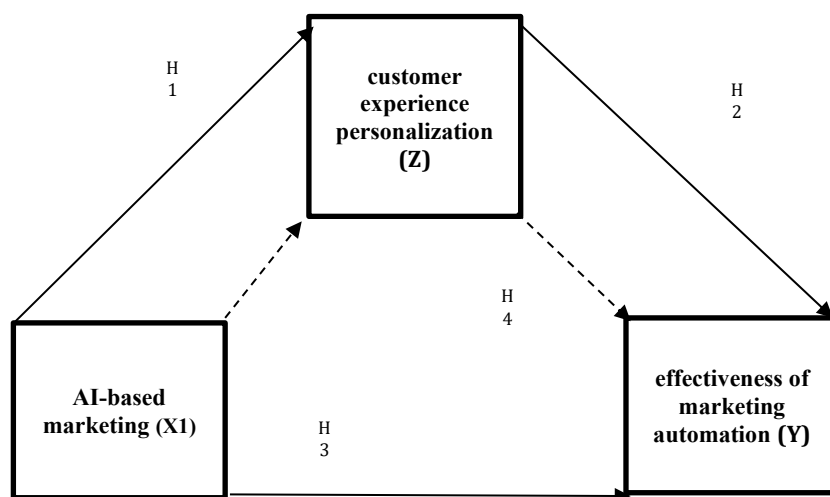 H
1
customer
experience
personalization
(Z)
H
2
H
4
AI-based
marketing (X1)
H
3
effectiveness of
marketing
automation (Y)